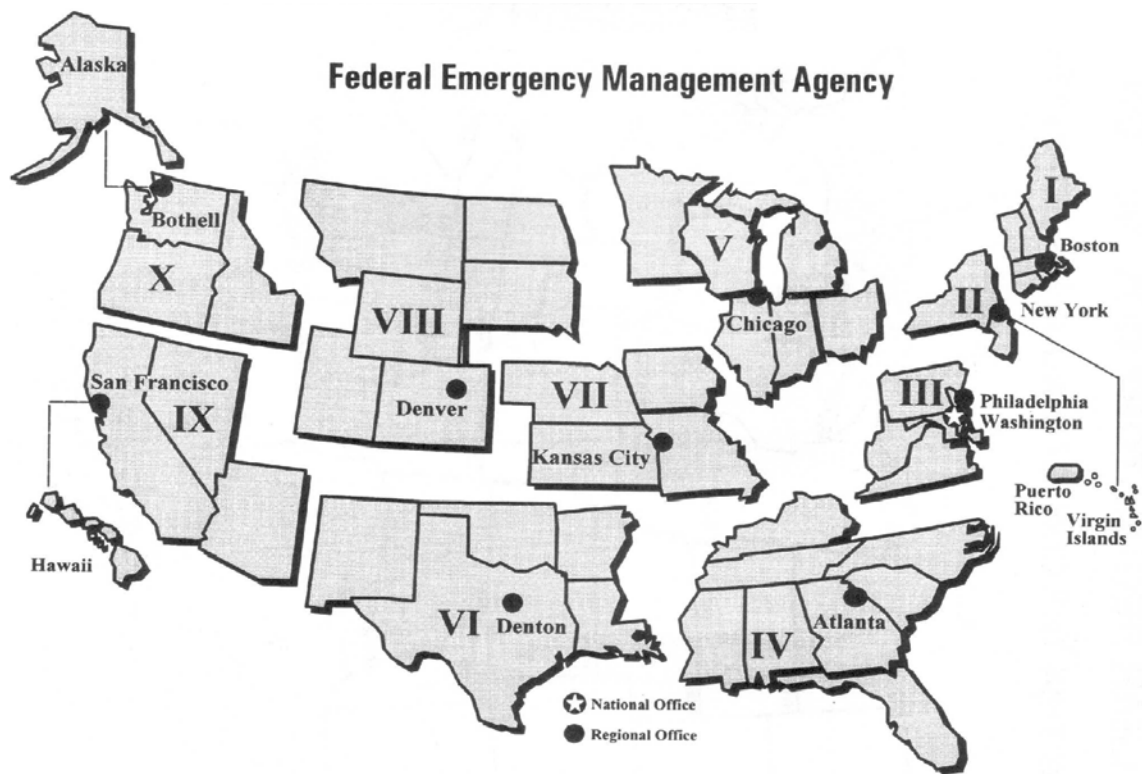 Alaska
Federal Emergency Management Agency
Bothell
X
I
Boston
V
II
New York
VIII
Chicago
San Francisco
IX
Denver
VII
III
Philadelphia
Washington
Kansas City
Puerto
Rico
Virgin
Islands
Hawaii
VI
Denton
Atlanta
IV
National Office
Regional Office